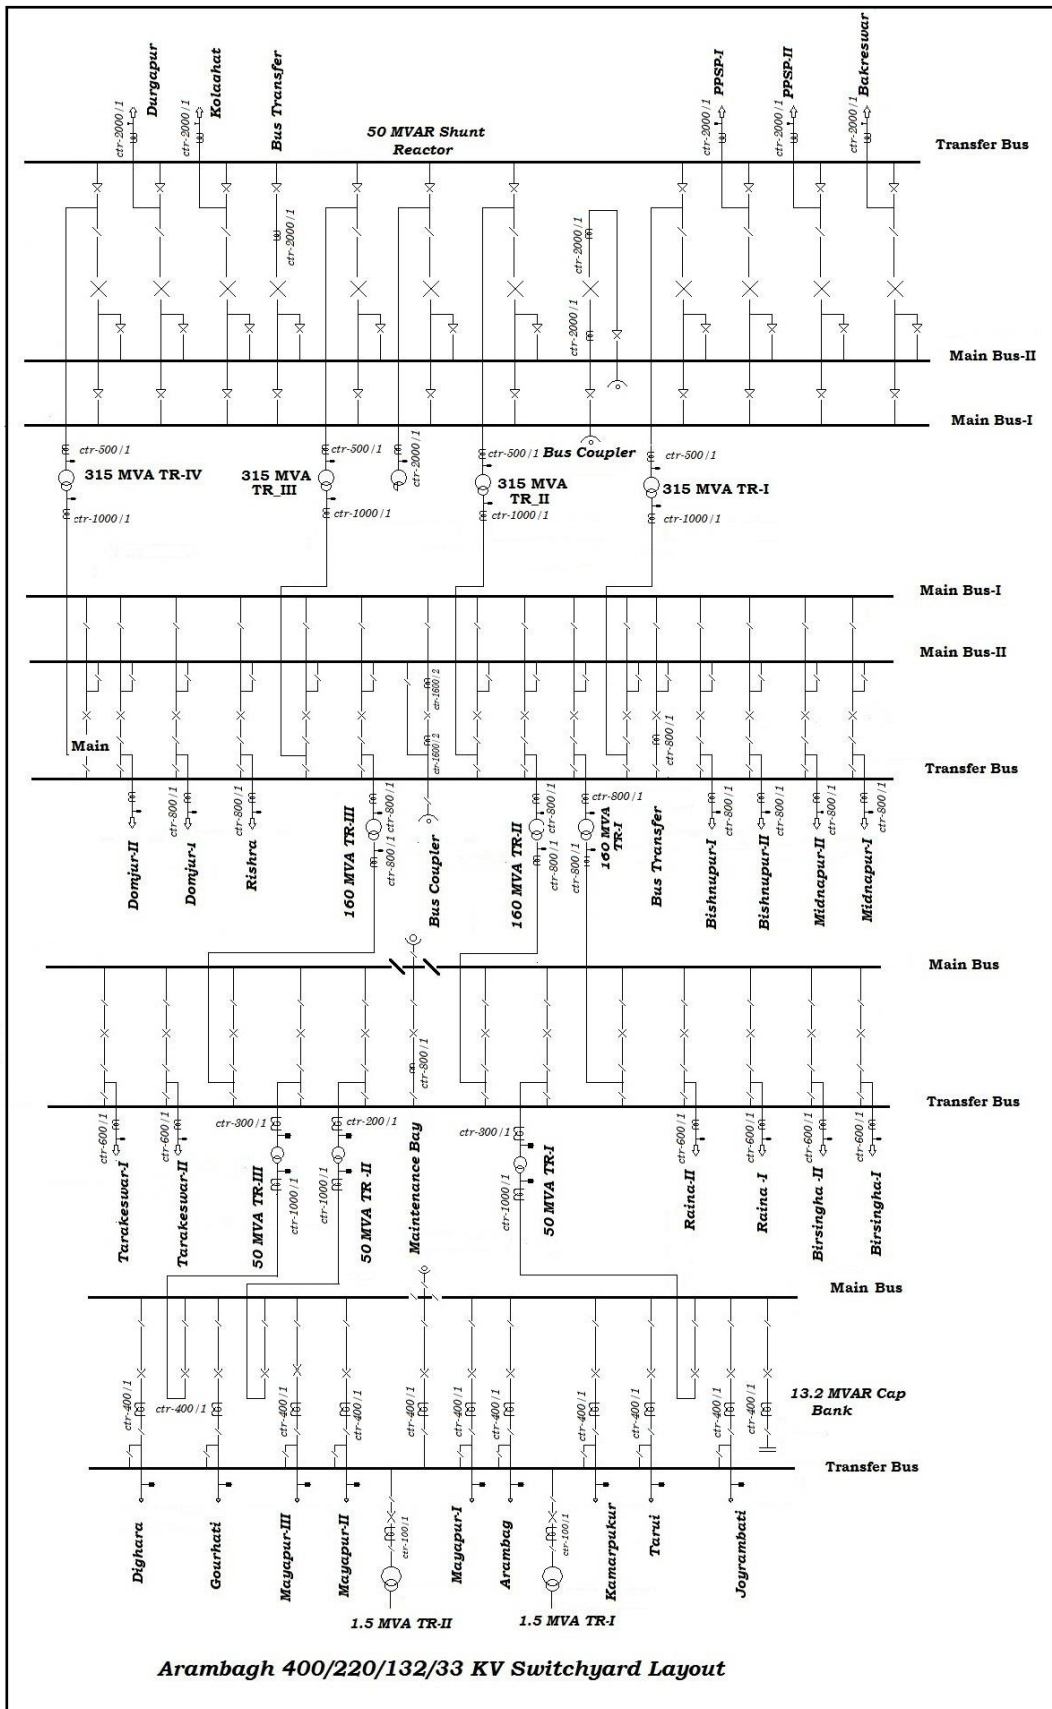 Durgapur
Kolaahat
Bus Transfer
PPSP-I
PPSP-II
Bakreswar
ctr-2000/1
ctr-2000/1
50 MVAR Shunt
Reactor
ctr-2000/1
ctr-2000/1
ctr-2000/1
Transfer Bus
ctr-2000/1
ctr-2000/1
ctr-2000/1
Main Bus-II
Main Bus-I
ctr-500/1
ctr-500/1
ctr-2000/1
ctr-500/1
Bus Coupler
ctr-500/1
315 MVA TR-IV
315 MVA
TR_III
315 MVA
TR_II
315 MVA TR-I
ctr-1000/1
ctr-1000/1
ctr-1000/1
ctr-1000/1
Main Bus-I
Main Bus-II
ctr-1600/2
ctr-1600/2
ctr-800/1
Main
Transfer Bus
ctr-800/1
ctr-800/1
ctr-800/1
ctr-800/1
ctr-800/1
ctr-800/1
ctr-800/1
ctr-800/1
ctr-800/1
ctr-800/1
ctr-800/1
ctr-800/1
ctr-800/1
Domjur-II
Domjur-I
Rishra
160 MVA TR-III
Bus Coupler
160 MVA TR-II
160 MVA
TR-I
Bus Transfer
Bishnupur-I
Bishnupur-II
Midnapur-II
Midnapur-I
Main Bus
ctr-800/1
Transfer Bus
ctr-600/1
ctr-600/1
ctr-300/1
ctr-200/1
ctr-300/1
ctr-600/1
ctr-600/1
ctr-600/1
ctr-600/1
ctr-1000/1
ctr-1000/1
ctr-1000/1
Tarakeswar-I
Tarakeswar-II
50 MVA TR-III
50 MVA TR -II
Maintenance Bay
50 MVA TR-I
Raina-II
Raina -I
Birsingha -II
Birsingha-I
Main Bus
ctr-400/1
ctr-400/1
ctr-400/1
ctr-400/1
ctr-400/1
ctr-400/1
ctr-400/1
ctr-400/1
ctr-400/1
ctr-400/1
ctr-400/1
13.2 MVAR Cap
Bank
Transfer Bus
ctr-100/1
ctr-100/1
Dighara
Gourhati
Mayapur-III
Mayapur-II
Mayapur-I
Arambag
Kamarpukur
Tarui
Joyrambati
1.5 MVA TR-II
1.5 MVA TR-I
Arambagh 400/220/132/33 KV Switchyard Layout